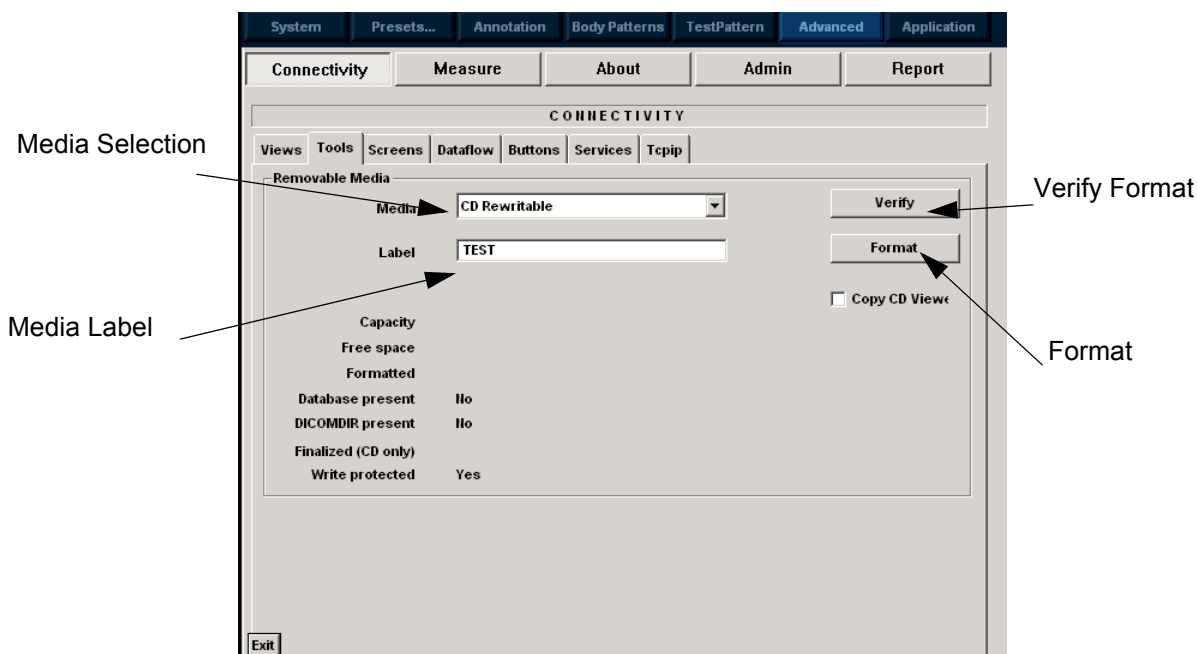 System Presets... Annotation Body Patterns TestPattern Advanced Application
Connectivity Measure About Admin Report
CONNECTIVITY
Media Selection
Views Tools Screens Dataflow Buttons Services Tcpip
Removable Media
Media CD Rewritable Verify
Verify Format
Label TEST Format
Copy CD Viewe
Media Label
Capacity
Free space
Format
Formatted
Database present No
DICOMDIR present No
Finalized (CD only)
Write protected Yes
Exit